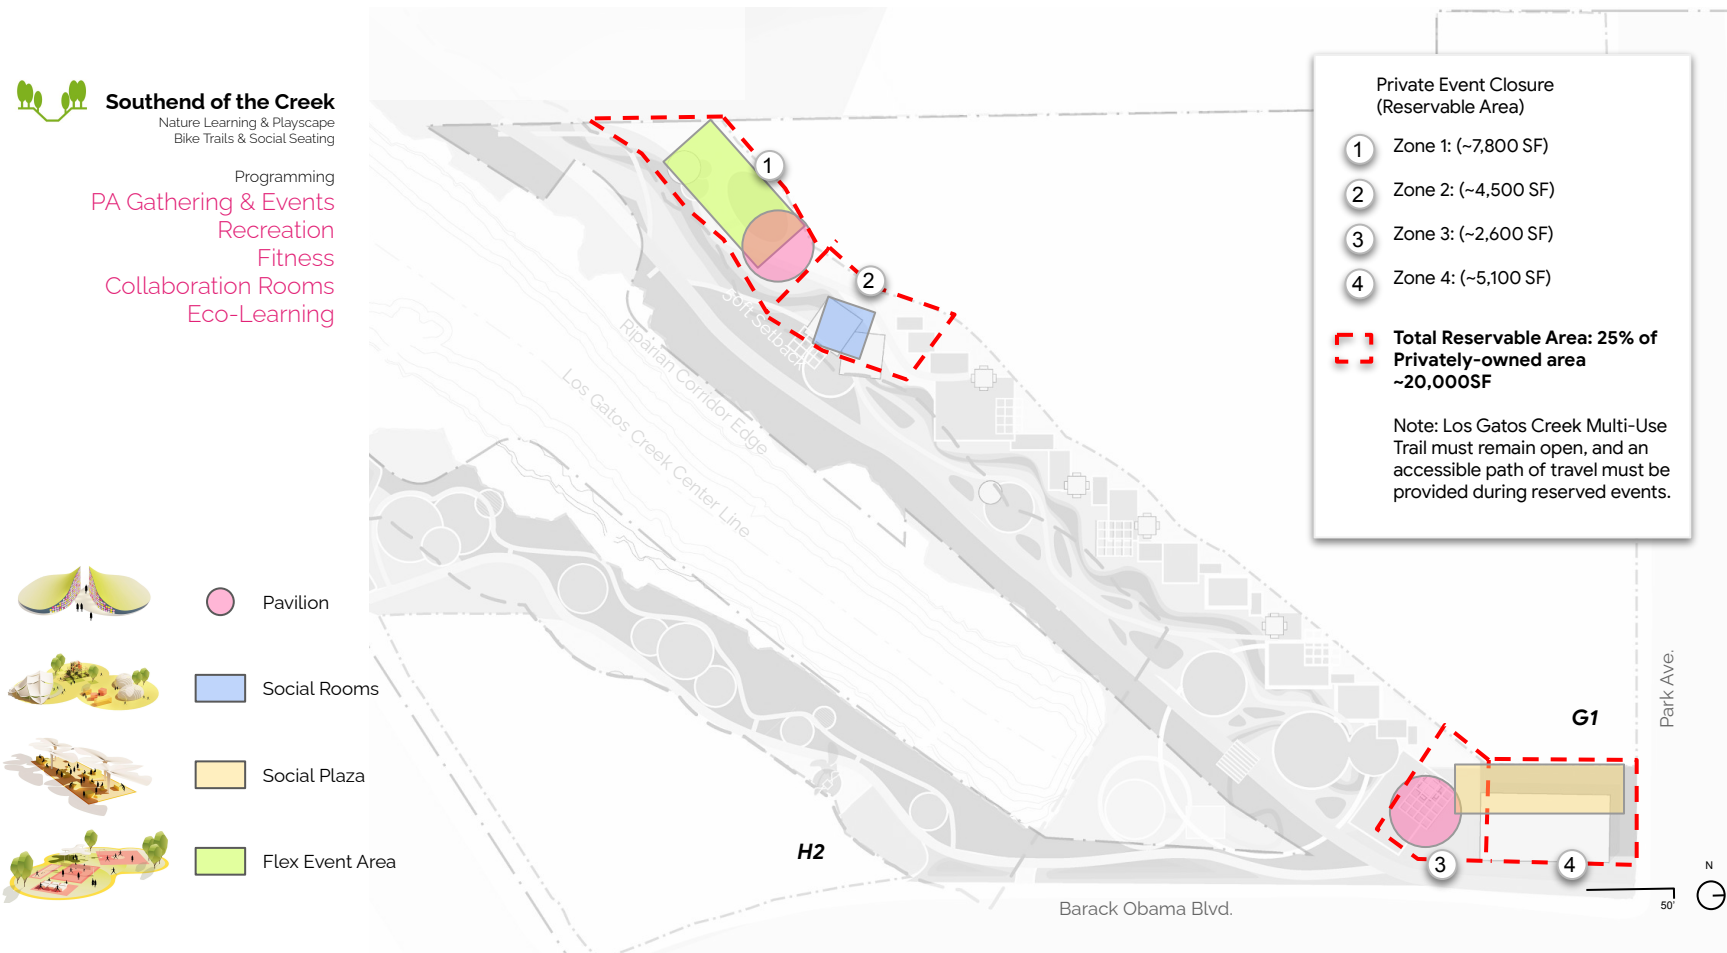 Southend of the Creek
Nature Learning & Playscape
Bike Trails & Social Seating
Programming
PA Gathering & Events
Recreation
Fitness
Collaboration Rooms
Eco-Learning
Pavilion
Social Rooms
Social Plaza
Flex Event Area
1
2
Soft Setback
Riparian Corridor Edge
Los Gatos Creek Center Line
H2
G1
3
4
Barack Obama Blvd.
Park Ave.
50'
N
Private Event Closure
(Reservable Area)
1 Zone 1: (~7,800 SF)
2 Zone 2: (~4,500 SF)
3 Zone 3: (~2,600 SF)
4 Zone 4: (~5,100 SF)
Total Reservable Area: 25% of
Privately-owned area
~20,000SF
Note: Los Gatos Creek Multi-Use
Trail must remain open, and an
accessible path of travel must be
provided during reserved events.